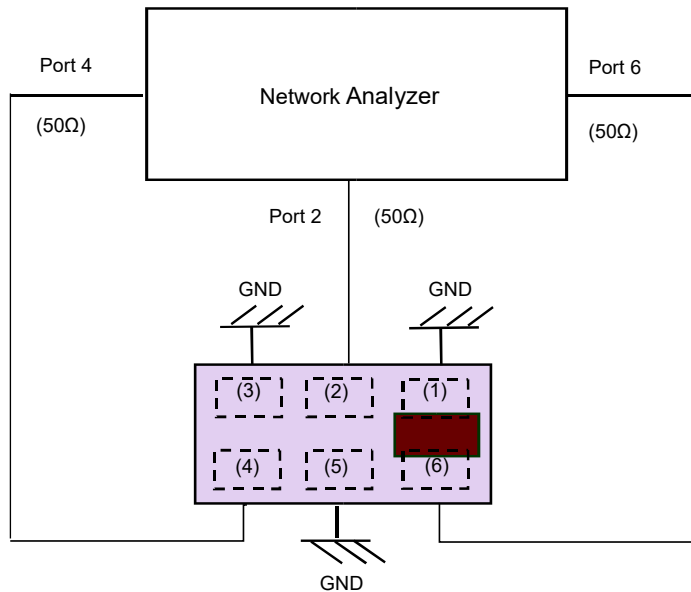 Port 4
Port 6
Network Analyzer
(50Ω)
(50Ω)
Port 2
(50Ω)
GND
GND
(3)
(2)
(1)
(4)
(5)
(6)
GND